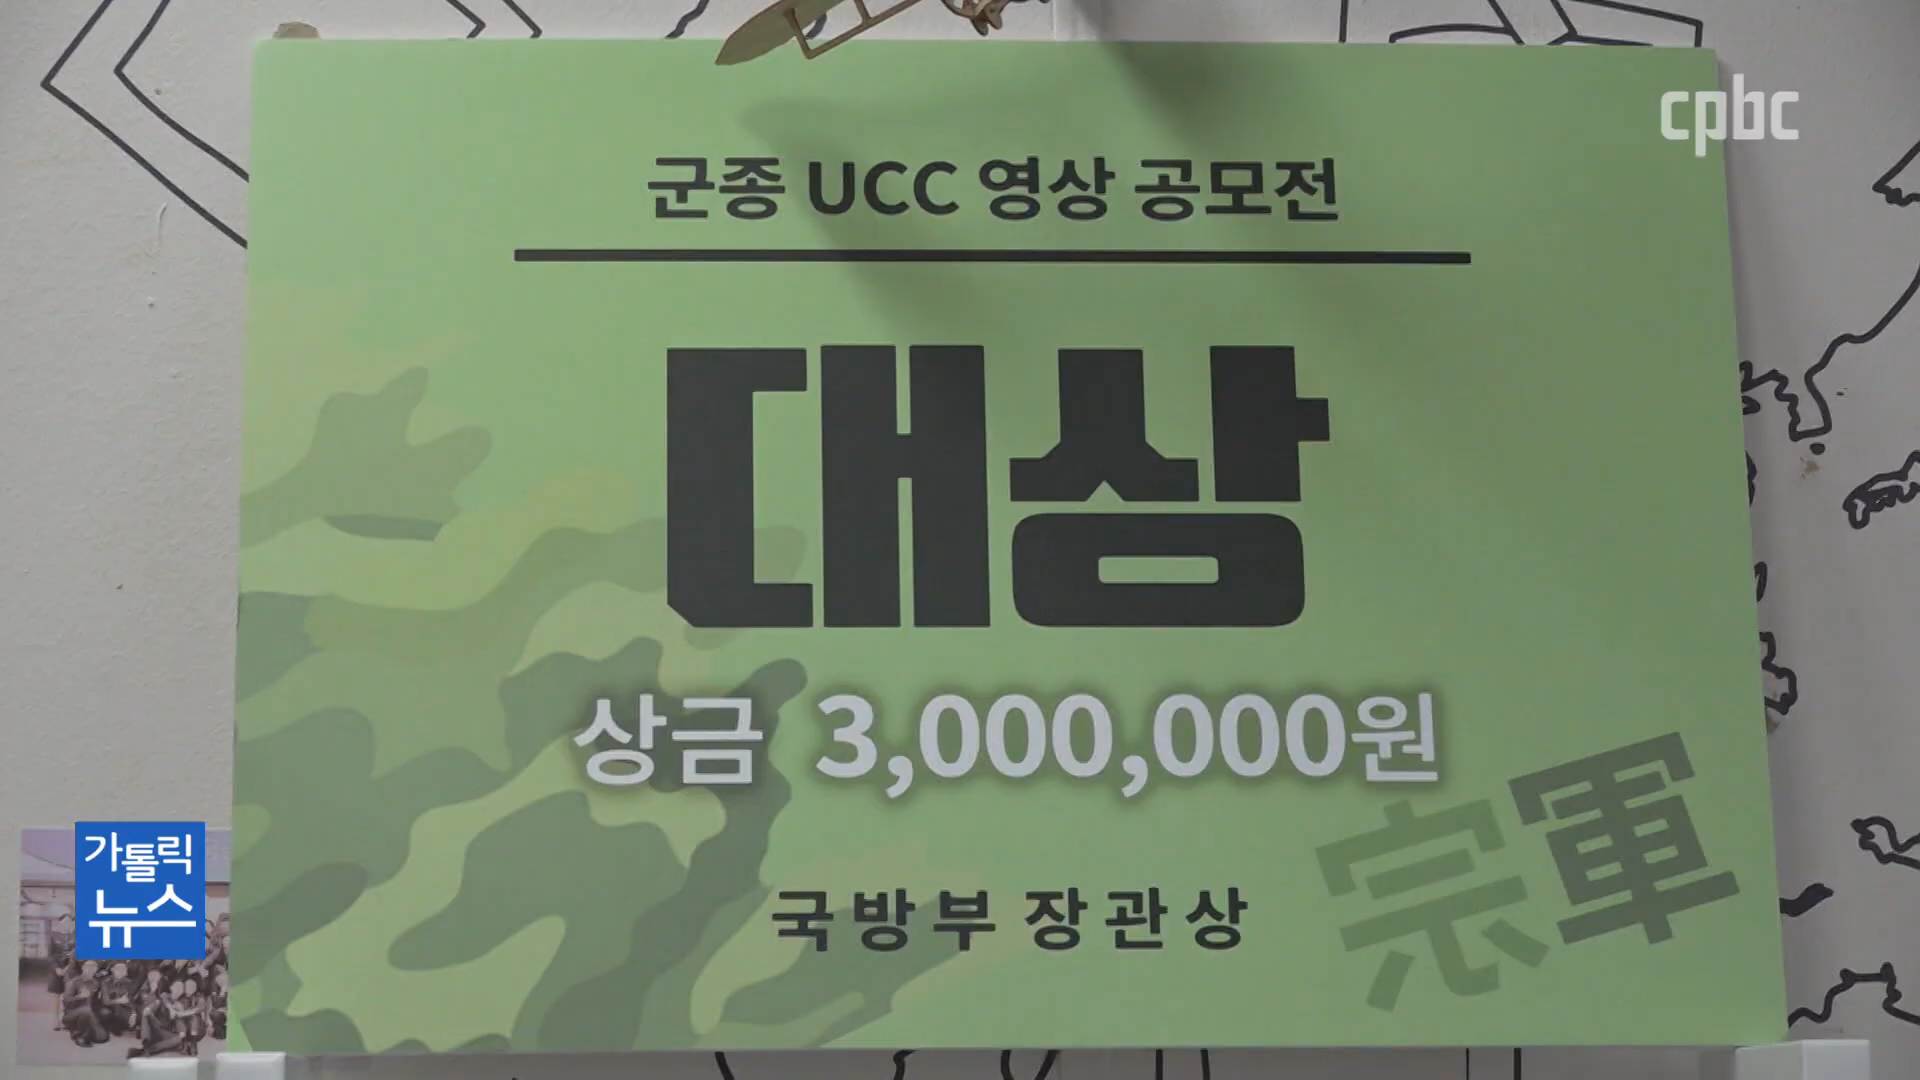 cpbc
군종 UCC 영상 공모전
대상
상금 3,000,000원
국방부 장관상
宗軍
가톨릭
뉴스